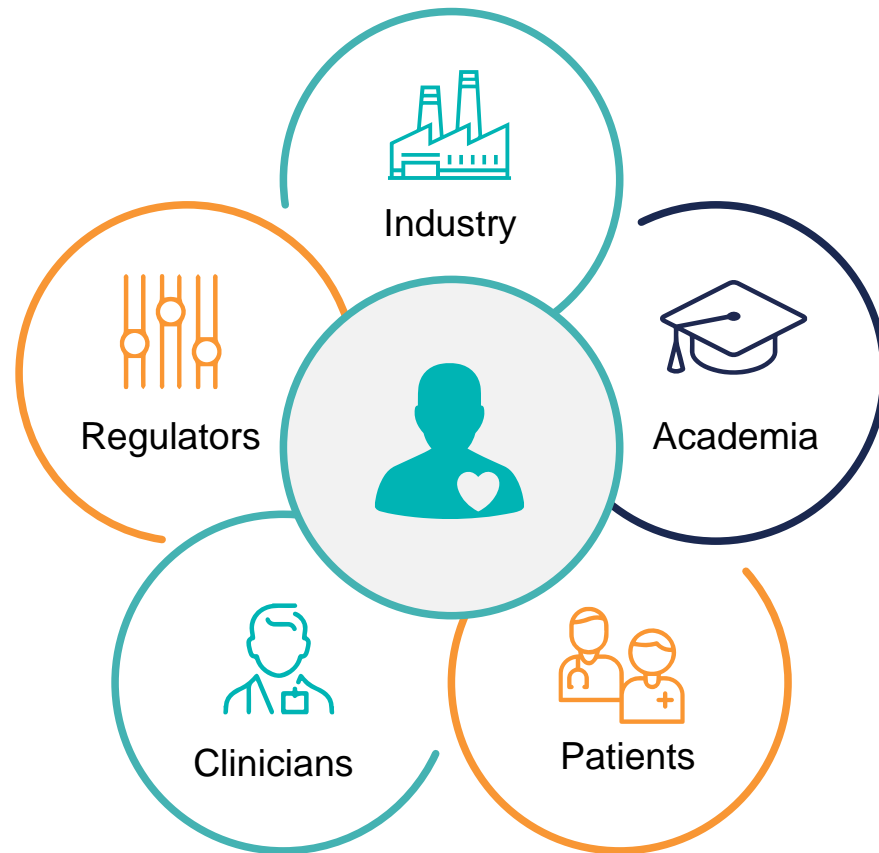 Industry
Regulators
Academia
Clinicians
Patients